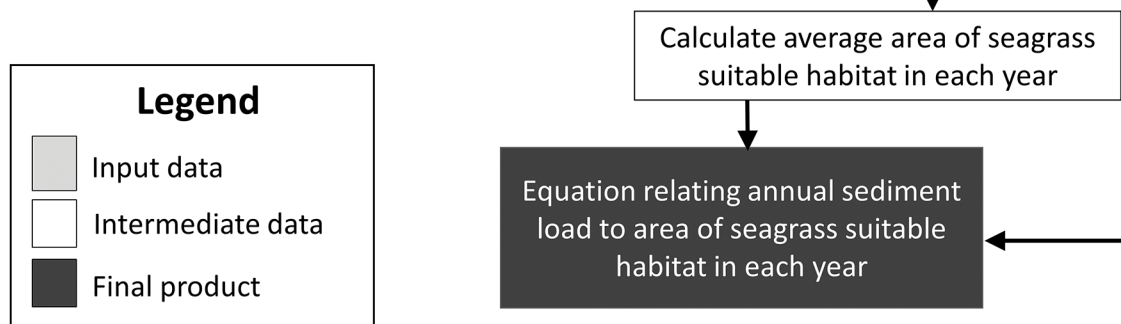 Calculate average area of seagrass
suitable habitat in each year
Legend
Input data
Intermediate data
Final product
Equation relating annual sediment
load to area of seagrass suitable
habitat in each year